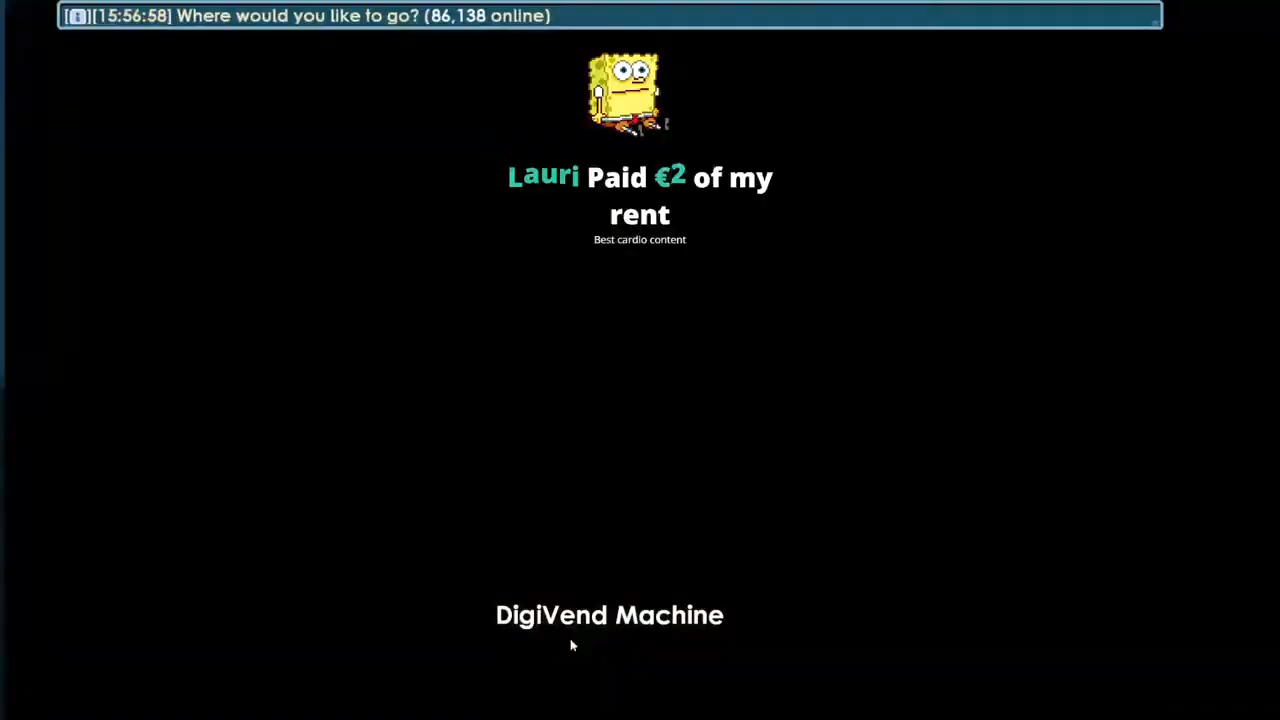 [i][15:56:58] Where would you like to go? (86,138 online)
Lauri Paid €2 of my
rent
Best cardio content
DigiVend Machine